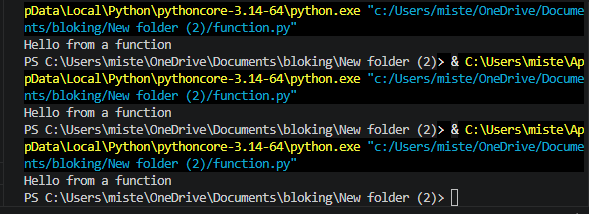 pData\Local\Python\pythoncore-3.14-64\python.exe "c:/Users/miste/OneDrive/Docume
nts/bloking/New folder (2)/function.py"
Hello from a function
PS C:\Users\miste\OneDrive\Documents\bloking\New folder (2)> & C:\Users\miste\Ap
pData\Local\Python\pythoncore-3.14-64\python.exe "c:/Users/miste/OneDrive/Docume
nts/bloking/New folder (2)/function.py"
Hello from a function
PS C:\Users\miste\OneDrive\Documents\bloking\New folder (2)> & C:\Users\miste\Ap
pData\Local\Python\pythoncore-3.14-64\python.exe "c:/Users/miste/OneDrive/Docume
nts/bloking/New folder (2)/function.py"
Hello from a function
PS C:\Users\miste\OneDrive\Documents\bloking\New folder (2)>